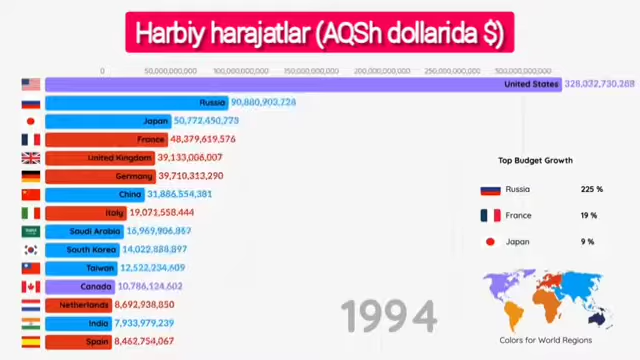 Harbiy harajatlar (AQSh dollarida $)
0 50,000,000,000 100,000,000,000 150,000,000,000 200,000,000,000 250,000,000,000 300,000,000,000
United States 328,032,730,268
Russia 90,880,903,728
Japan 50,772,450,773
France 48,379,619,576
United Kingdom 39,133,006,007
Germany 39,710,313,290
China 31,886,554,381
Italy 19,071,558,444
Saudi Arabia 16,969,906,867
South Korea 14,022,888,897
Taiwan 12,522,234,609
Canada 10,786,124,602
Netherlands 8,692,938,850
India 7,933,979,239
Spain 8,462,754,067
Top Budget Growth
Russia 225 %
France 19 %
Japan 9 %
1994
Colors for World Regions